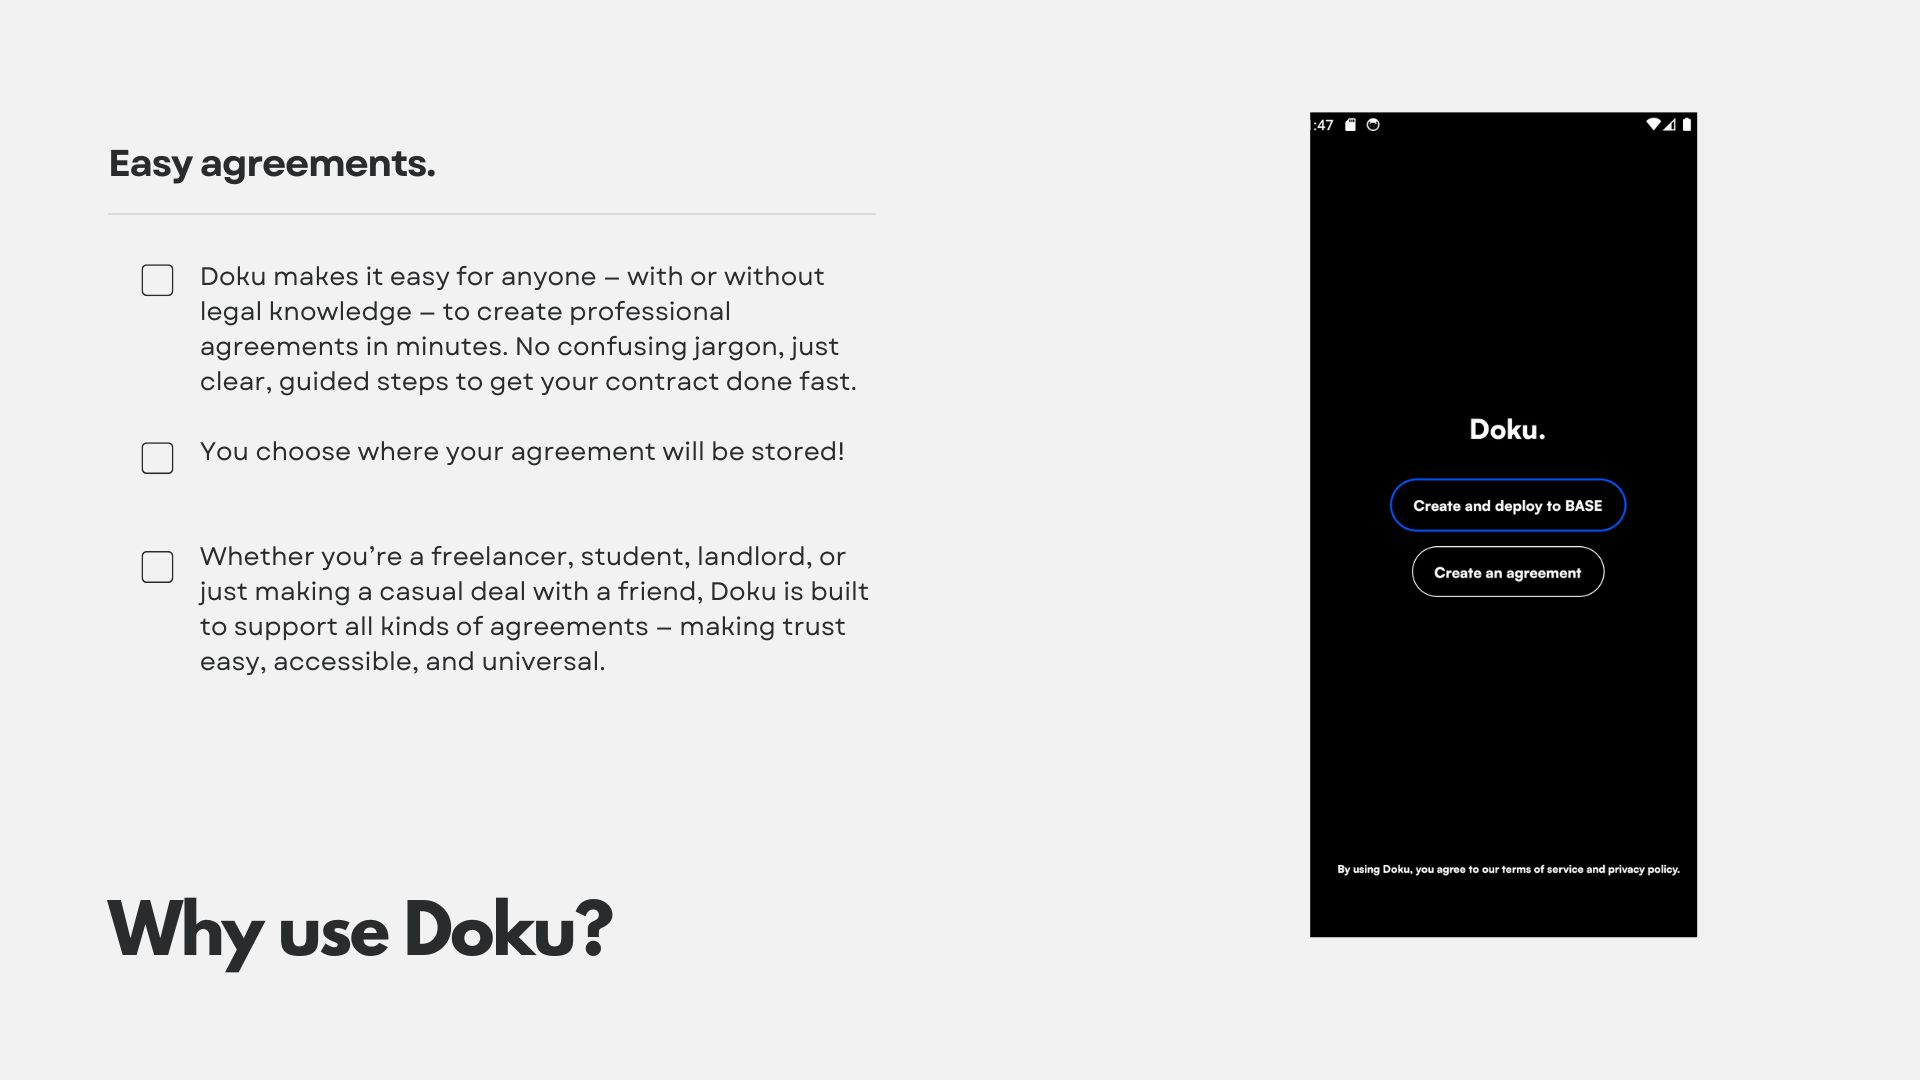 Easy agreements.
Doku makes it easy for anyone – with or without
legal knowledge – to create professional
agreements in minutes. No confusing jargon, just
clear, guided steps to get your contract done fast.
You choose where your agreement will be stored!
Whether you’re a freelancer, student, landlord, or
just making a casual deal with a friend, Doku is built
to support all kinds of agreements – making trust
easy, accessible, and universal.
Why use Doku?
:47
Doku.
Create and deploy to BASE
Create an agreement
By using Doku, you agree to our terms of service and privacy policy.